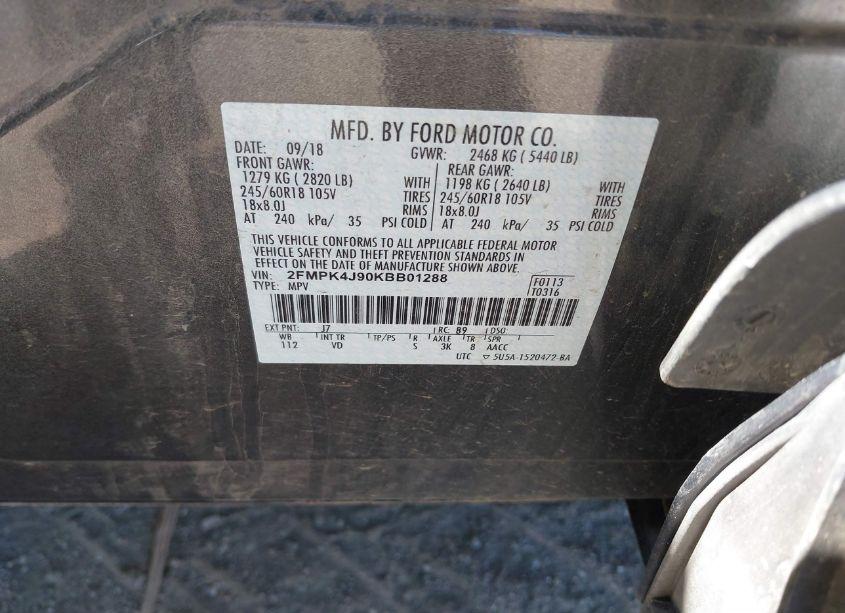 MFD. BY FORD MOTOR CO.
DATE: 09/18 GVWR: 2468 KG ( 5440 LB)
FRONT GAWR: REAR GAWR:
1279 KG ( 2820 LB) WITH 1198 KG ( 2640 LB) WITH
245/60R18 105V TIRES 245/60R18 105V TIRES
18x8.0J RIMS 18x8.0J RIMS
AT 240 kPa/ 35 PSI COLD AT 240 kPa/ 35 PSI COLD
THIS VEHICLE CONFORMS TO ALL APPLICABLE FEDERAL MOTOR
VEHICLE SAFETY AND THEFT PREVENTION STANDARDS IN
EFFECT ON THE DATE OF MANUFACTURE SHOWN ABOVE.
VIN: 2FMPK4J90KBB01288 F0113
TYPE: MPV T0316
EXT PNT: J7 RC: 89 DSO:
WB INT TR TP/PS R AXLE TR SPR
112 VD S 3K 8 AACC
UTC ▽ 5U5A-1520472-BA